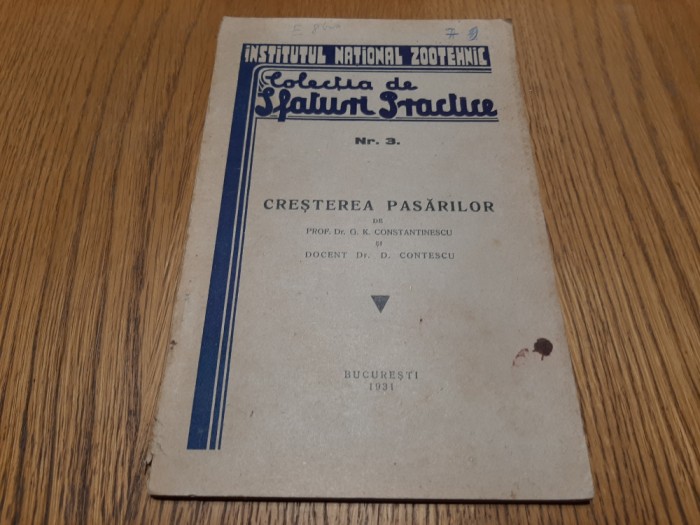 INSTITUTUL NAȚIONAL ZOOTEHNIC
Colecția de
Sfaturi Practice
Nr. 3.
CREȘTEREA PASĂRILOR
DE
PROF. Dr. G. K. CONSTANTINESCU
ȘI
DOCENT Dr. D. CONTESCU
BUCUREȘTI
1931